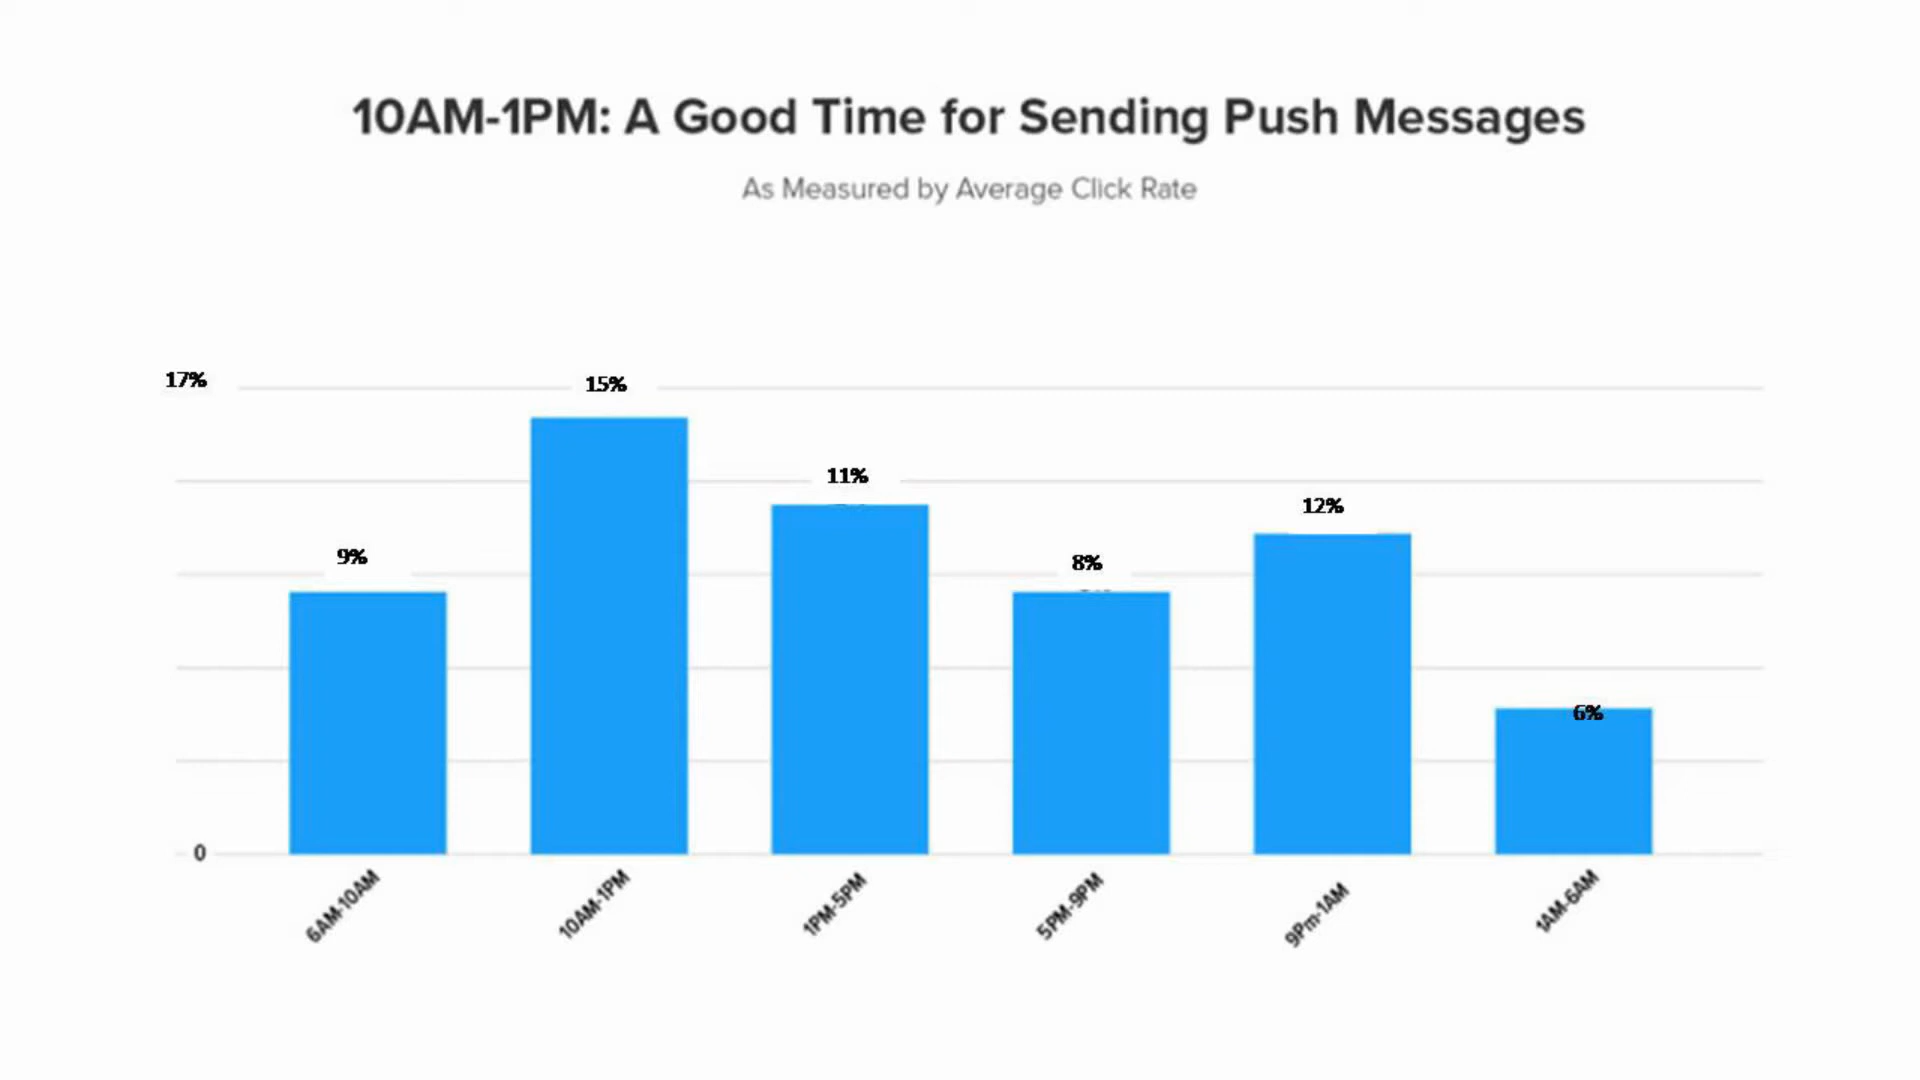 10AM-1PM: A Good Time for Sending Push Messages
As Measured by Average Click Rate
17%
15%
11%
12%
9%
8%
6%
0
6AM-10AM
10AM-1PM
1PM-5PM
5PM-9PM
9Pm-1AM
1AM-6AM